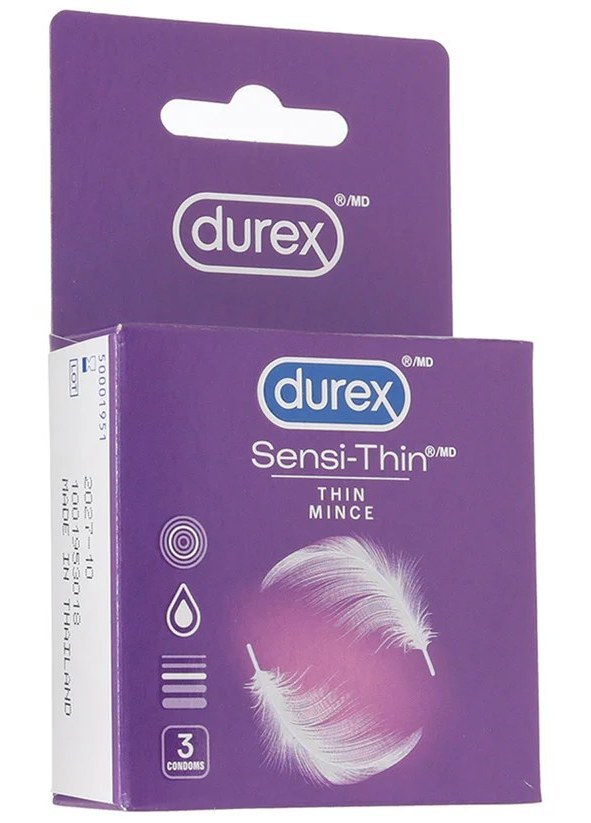 durex
®/MD
durex
®/MD
Sensi-Thin®/MD
THIN
MINCE
3
CONDOMS
50001951
LOT
2027-10
1001953018
MADE IN THAILAND